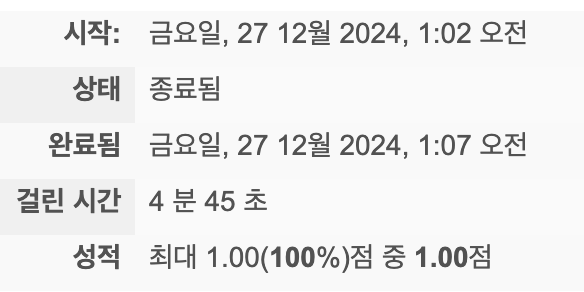 시작: 금요일, 27 12월 2024, 1:02 오전
상태 종료됨
완료됨 금요일, 27 12월 2024, 1:07 오전
걸린 시간 4 분 45 초
성적 최대 1.00(100%)점 중 1.00점